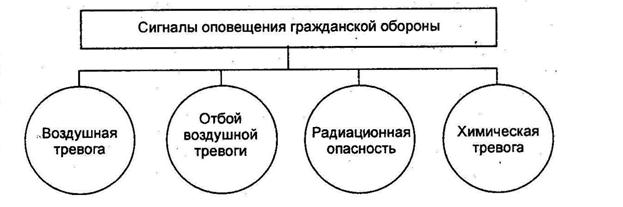 Сигналы оповещения гражданской обороны
Воздушная
тревога
Отбой
воздушной
тревоги
Радиационная
опасность
Химическая
тревога